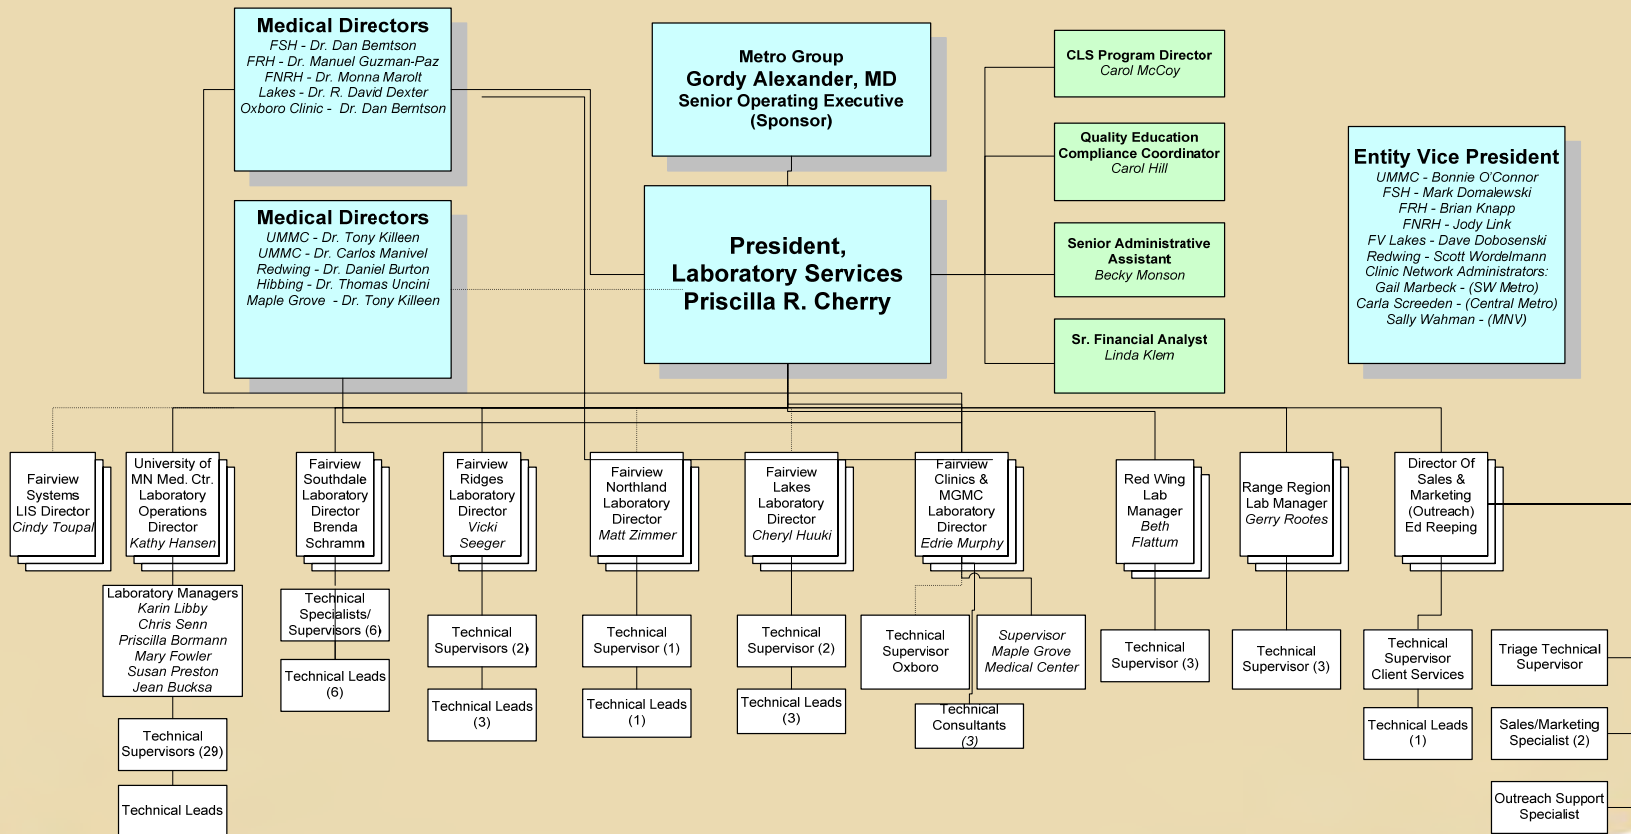 Medical Directors
FSH - Dr. Dan Berntson
FRH - Dr. Manuel Guzman-Paz
FNRH - Dr. Monna Marolt
Lakes - Dr. R. David Dexter
Oxboro Clinic -  Dr. Dan Berntson
Metro Group
Gordy Alexander, MD
Senior Operating Executive
(Sponsor)
CLS Program Director
Carol McCoy
Quality Education
Compliance Coordinator
Carol Hill
Entity Vice President
UMMC - Bonnie O'Connor
FSH - Mark Domalewski
FRH - Brian Knapp
FNRH - Jody Link
FV Lakes - Dave Dobosenski
Redwing - Scott Wordelmann
Clinic Network Administrators:
Gail Marbeck - (SW Metro)
Carla Screeden - (Central Metro)
Sally Wahman - (MNV)
Medical Directors
UMMC - Dr. Tony Killeen
UMMC - Dr. Carlos Manivel
Redwing - Dr. Daniel Burton
Hibbing - Dr. Thomas Uncini
Maple Grove  - Dr. Tony Killeen
President,
Laboratory Services
Priscilla R. Cherry
Senior Administrative
Assistant
Becky Monson
Sr. Financial Analyst
Linda Klem
Fairview
Systems
LIS Director
Cindy Toupal
University of
MN Med. Ctr.
Laboratory
Operations
Director
Kathy Hansen
Fairview
Southdale
Laboratory
Director
Brenda
Schramm
Fairview
Ridges
Laboratory
Director
Vicki
Seeger
Fairview
Northland
Laboratory
Director
Matt Zimmer
Fairview
Lakes
Laboratory
Director
Cheryl Huuki
Fairview
Clinics &
MGMC
Laboratory
Director
Edrie Murphy
Red Wing
Lab
Manager
Beth
Flattum
Range Region
Lab Manager
Gerry Rootes
Director Of
Sales &
Marketing
(Outreach)
Ed Reeping
Laboratory Managers
Karin Libby
Chris Senn
Priscilla Bormann
Mary Fowler
Susan Preston
Jean Bucksa
Technical
Supervisors (29)
Technical Leads
Technical
Specialists/
Supervisors (6)
Technical Leads
(6)
Technical
Supervisors (2)
Technical Leads
(3)
Technical
Supervisor (1)
Technical Leads
(1)
Technical
Supervisor (2)
Technical Leads
(3)
Technical
Supervisor
Oxboro
Supervisor
Maple Grove
Medical Center
Technical
Consultants
(3)
Technical
Supervisor (3)
Technical
Supervisor (3)
Technical
Supervisor
Client Services
Technical Leads
(1)
Triage Technical
Supervisor
Sales/Marketing
Specialist (2)
Outreach Support
Specialist